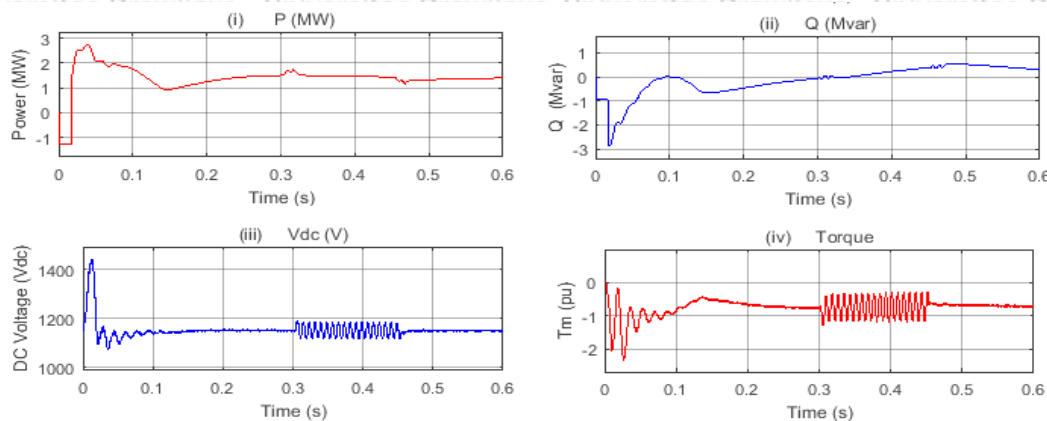 (i) P (MW)
Power (MW)
3
2
1
0
-1
0 0.1 0.2 0.3 0.4 0.5 0.6
Time (s)
(ii) Q (Mvar)
Q (Mvar)
1
0
-1
-2
-3
0 0.1 0.2 0.3 0.4 0.5 0.6
Time (s)
(iii) Vdc (V)
DC Voltage (Vdc)
1400
1200
1000
0 0.1 0.2 0.3 0.4 0.5 0.6
Time (s)
(iv) Torque
Tm (pu)
0
-1
-2
0 0.1 0.2 0.3 0.4 0.5 0.6
Time (s)